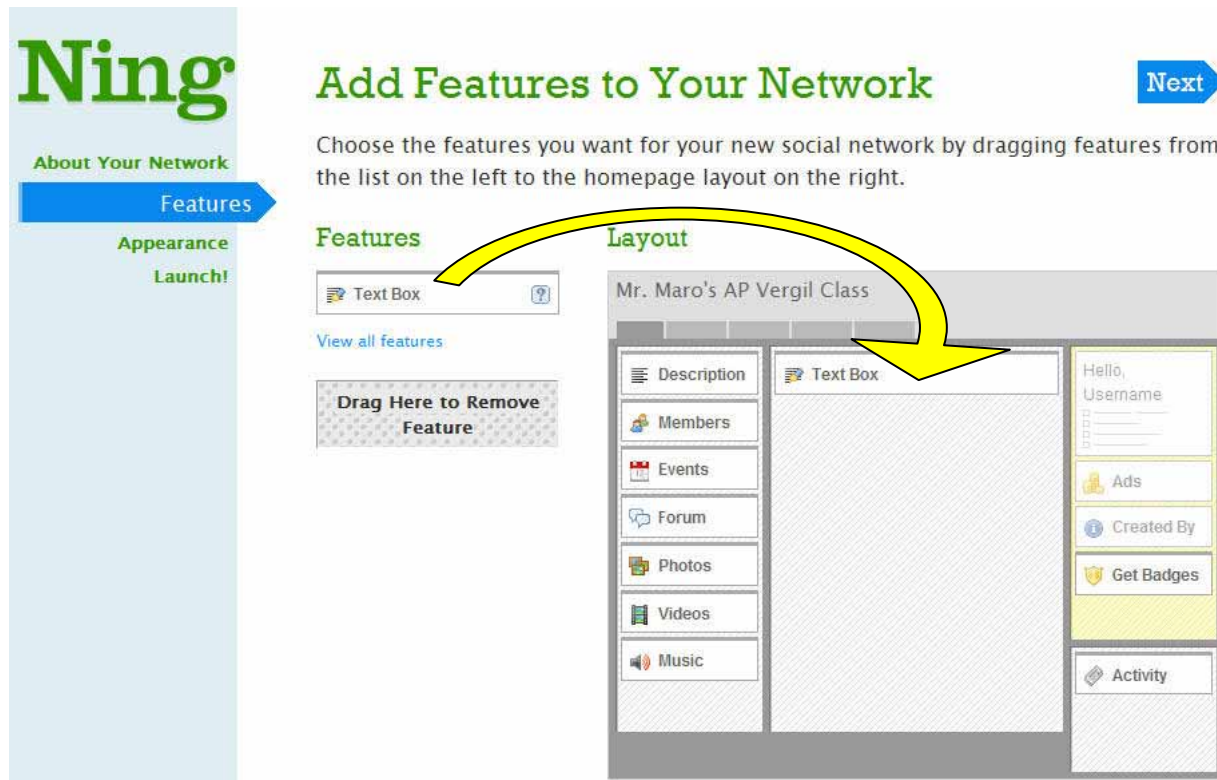 Ning
About Your Network
Features
Appearance
Launch!
Add Features to Your Network
Next
Choose the features you want for your new social network by dragging features from
the list on the left to the homepage layout on the right.
Features
Text Box
?
View all features
Drag Here to Remove
Feature
Layout
Mr. Maro's AP Vergil Class
Description
Members
Events
Forum
Photos
Videos
Music
Text Box
Hello,
Username
Ads
Created By
Get Badges
Activity